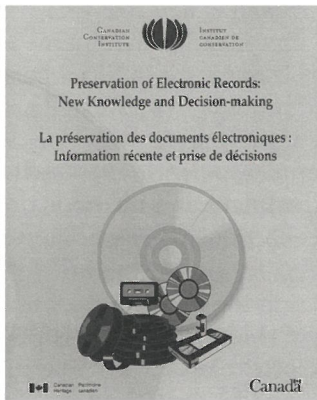 CANADIAN
CONSERVATION
INSTITUTE
INSTITUT
CANADIEN DE
CONSERVATION
Preservation of Electronic Records:
New Knowledge and Decision-making
La préservation des documents électroniques :
Information récente et prise de décisions
Canadian
Heritage
Patrimoine
canadien
Canada